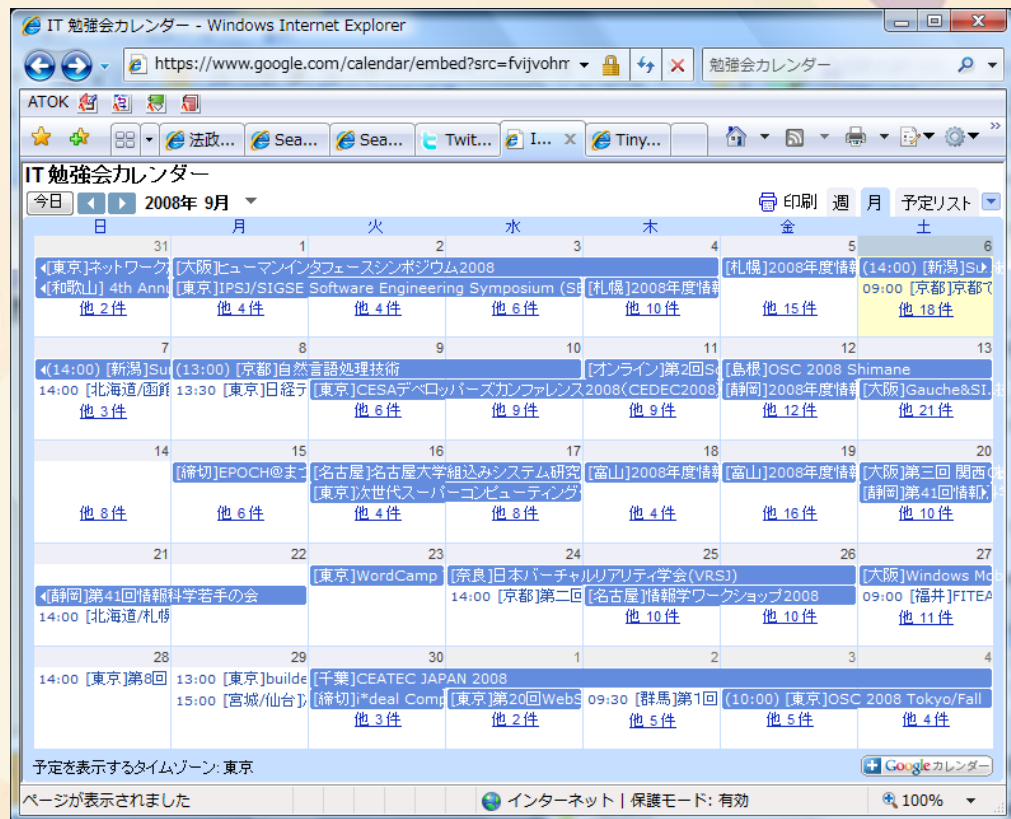 IT 勉強会カレンダー - Windows Internet Explorer
https://www.google.com/calendar/embed?src=fvijvohm
勉強会カレンダー
ATOK
法政... Sea... Sea... Twit... I... Tiny...
IT 勉強会カレンダー
今日 2008年 9月 印刷 週 月 予定リスト
日 月 火 水 木 金 土
31 1 2 3 4 5 6
[東京]ネットワーク [大阪]ヒューマンインタフェースシンポジウム2008 [札幌]2008年度情報 (14:00) [新潟]Su
[和歌山] 4th Annu [東京]IPSJ/SIGSE Software Engineering Symposium (SE [札幌]2008年度情報 09:00 [京都]京都で
他 2件 他 4件 他 4件 他 6件 他 10件 他 15件 他 18件
7 8 9 10 11 12 13
(14:00) [新潟]Su (13:00) [京都]自然言語処理技術 [オンライン]第2回Sc [島根]OSC 2008 Shimane
14:00 [北海道/函館 13:30 [東京]日経テ [東京]CESAデベロッパーズカンファレンス2008(CEDEC2008) [静岡]2008年度情報 [大阪]Gauche&SI
他 3件 他 6件 他 9件 他 9件 他 12件 他 21件
14 15 16 17 18 19 20
[締切]EPOCH@まつ [名古屋]名古屋大学組込みシステム研究 [富山]2008年度情報 [富山]2008年度情報 [大阪]第三回 関西
[東京]次世代スーパーコンピューティング [静岡]第41回情報
他 8件 他 6件 他 4件 他 8件 他 4件 他 16件 他 10件
21 22 23 24 25 26 27
[東京]WordCamp [奈良]日本バーチャルリアリティ学会(VRSJ) [大阪]Windows Mob
[静岡]第41回情報科学若手の会 14:00 [京都]第二回 [名古屋]情報学ワークショップ2008 09:00 [福井]FITEA
14:00 [北海道/札幌 他 10件 他 10件 他 11件
28 29 30 1 2 3 4
14:00 [東京]第8回 13:00 [東京]builde [千葉]CEATEC JAPAN 2008
15:00 [宮城/仙台] [締切]i*deal Comp [東京]第20回WebS 09:30 [群馬]第1回 (10:00) [東京]OSC 2008 Tokyo/Fall
他 3件 他 2件 他 5件 他 5件 他 4件
予定を表示するタイムゾーン: 東京 Googleカレンダー
ページが表示されました インターネット | 保護モード: 有効 100%